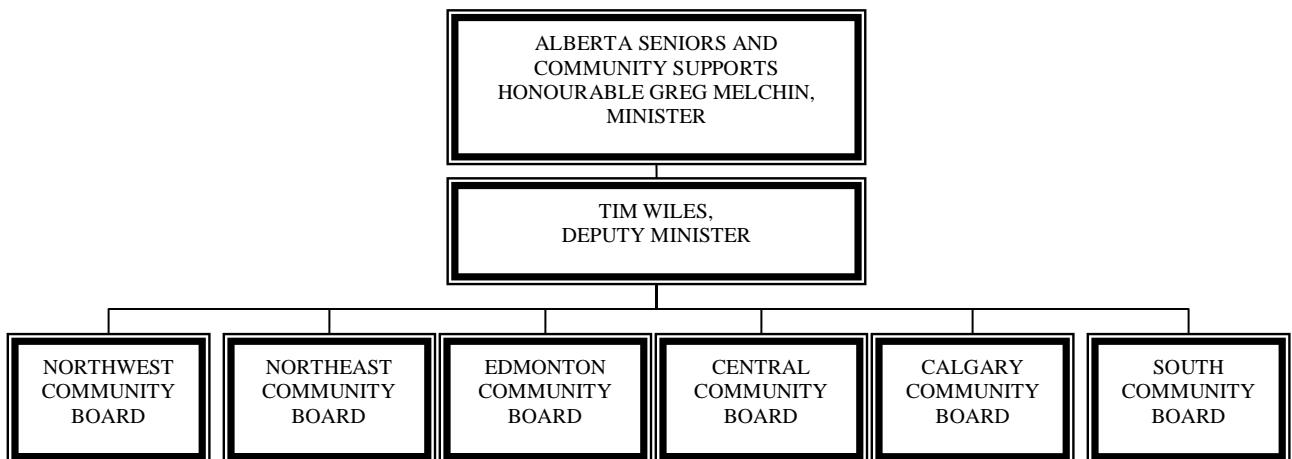 ALBERTA SENIORS AND
COMMUNITY SUPPORTS
HONOURABLE GREG MELCHIN,
MINISTER
TIM WILES,
DEPUTY MINISTER
NORTHWEST
COMMUNITY
BOARD
NORTHEAST
COMMUNITY
BOARD
EDMONTON
COMMUNITY
BOARD
CENTRAL
COMMUNITY
BOARD
CALGARY
COMMUNITY
BOARD
SOUTH
COMMUNITY
BOARD